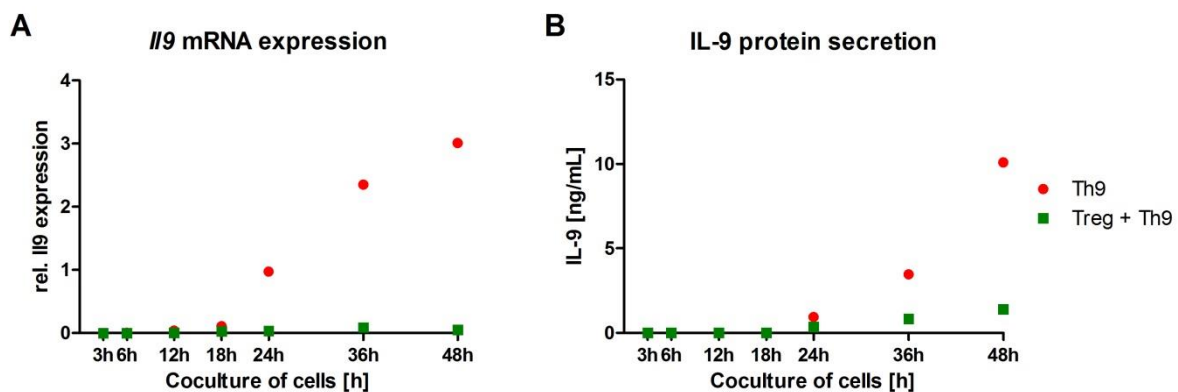 A
Il9 mRNA expression
rel. Il9 expression
4
3
2
1
0
3h 6h 12h 18h 24h 36h 48h
Coculture of cells [h]
B
IL-9 protein secretion
IL-9 [ng/mL]
15
10
5
0
3h 6h 12h 18h 24h 36h 48h
Coculture of cells [h]
Th9
Treg + Th9